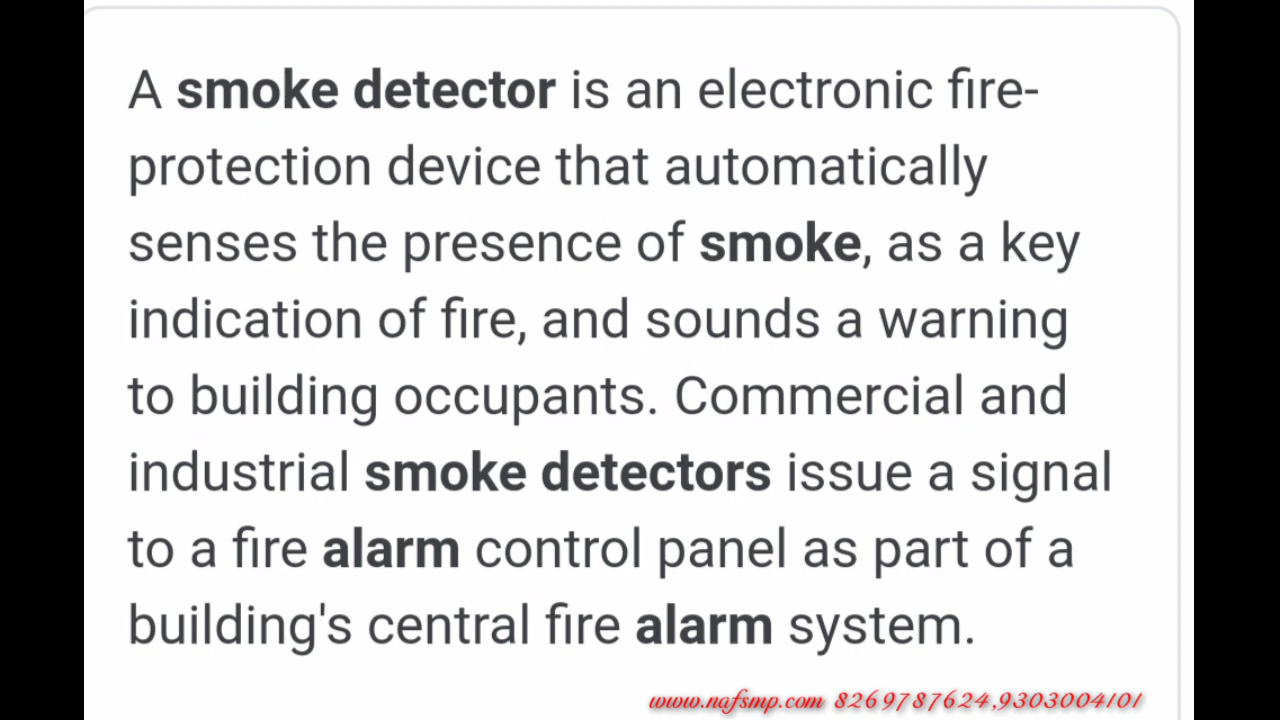 A smoke detector is an electronic fire-
protection device that automatically
senses the presence of smoke, as a key
indication of fire, and sounds a warning
to building occupants. Commercial and
industrial smoke detectors issue a signal
to a fire alarm control panel as part of a
building's central fire alarm system.
www.nafsmp.com 8269787624,9303004101